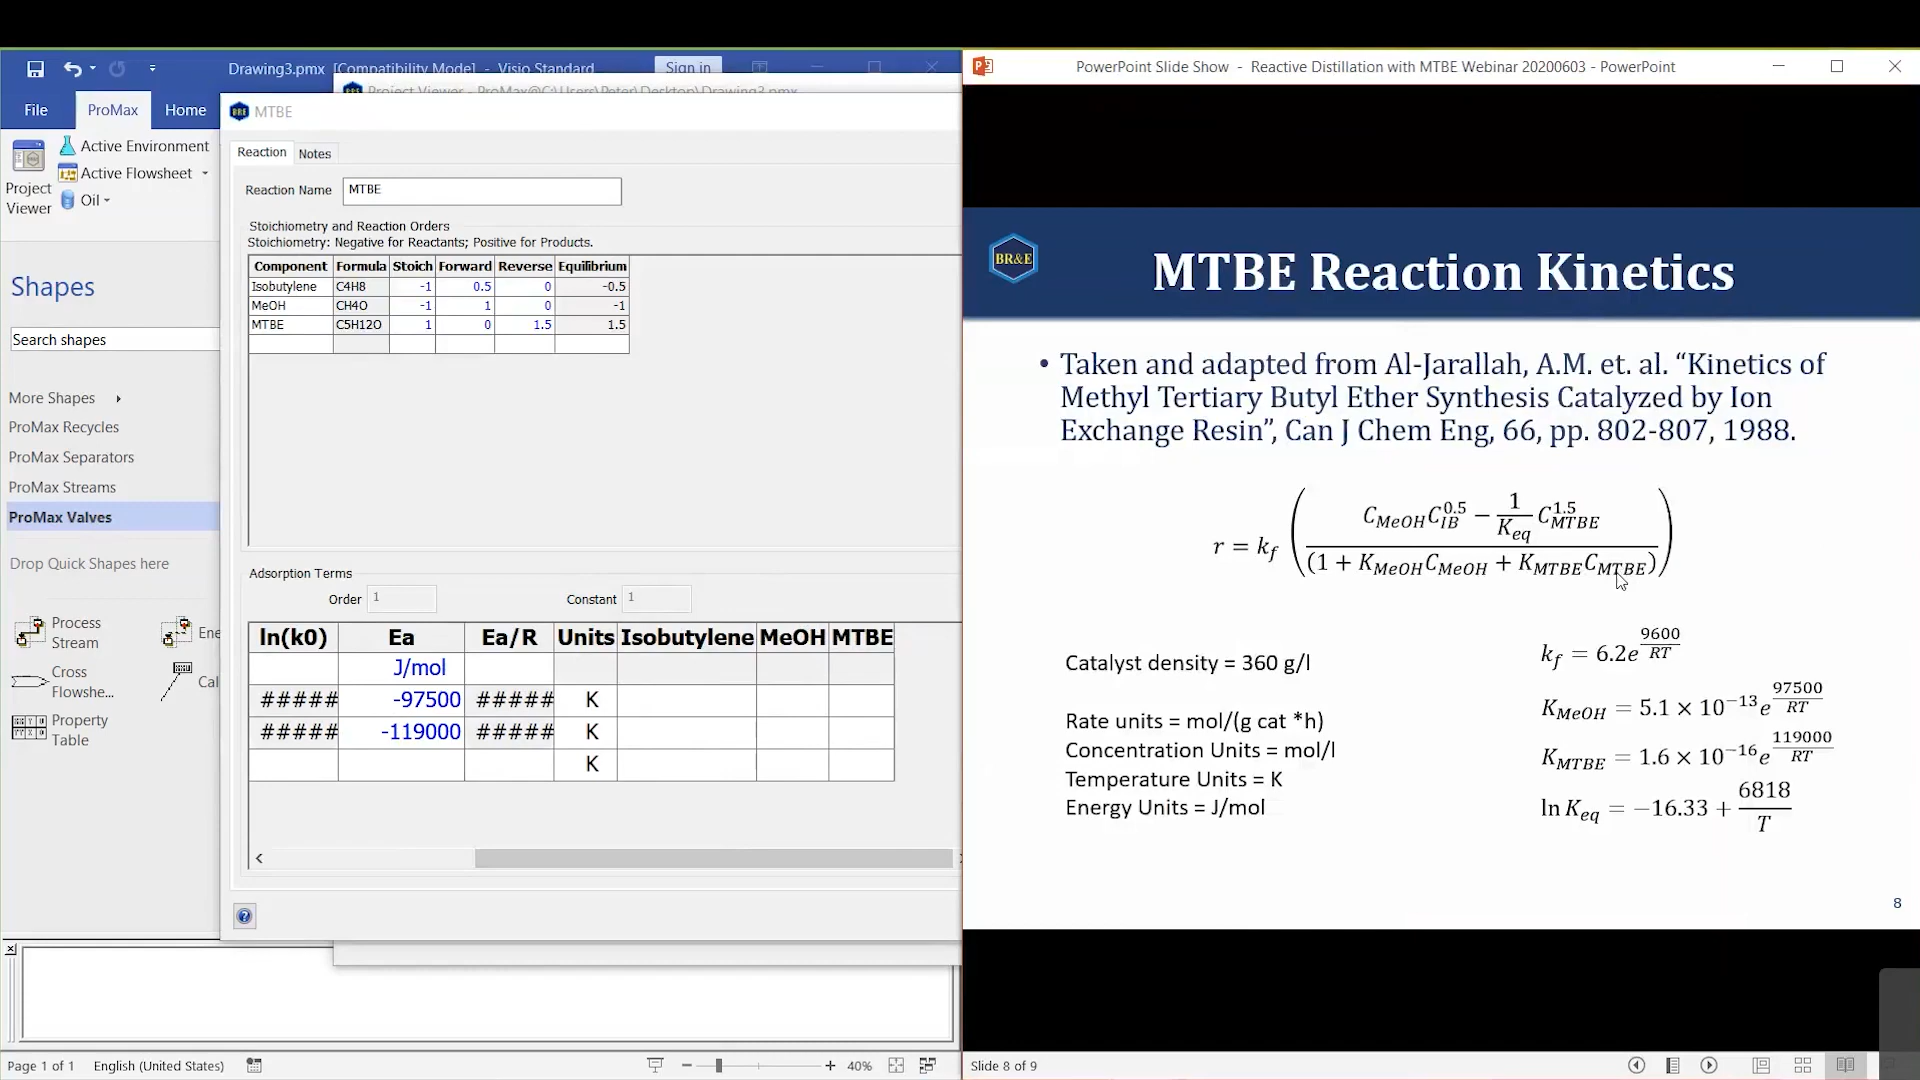 Drawing3.pmx [Compatibility Mode] - Visio Standard
Sign in
File
ProMax
Home
Project Viewer - ProMax@C:\Users\Peter\Desktop\Drawing3.pmx
Project
Viewer
Active Environment
Active Flowsheet
Oil
Shapes
Search shapes
More Shapes
ProMax Recycles
ProMax Separators
ProMax Streams
ProMax Valves
Drop Quick Shapes here
Process
Stream
Ene
Cross
Flowshe...
Cal
Property
Table
BRE MTBE
Reaction
Notes
Reaction Name MTBE
Stoichiometry and Reaction Orders
Stoichiometry: Negative for Reactants; Positive for Products.
Component Formula Stoich Forward Reverse Equilibrium
Isobutylene C4H8 -1 0.5 0 -0.5
MeOH CH4O -1 1 0 -1
MTBE C5H12O 1 0 1.5 1.5
Adsorption Terms
Order 1 Constant 1
ln(k0) Ea Ea/R Units Isobutylene MeOH MTBE
J/mol
##### -97500 ##### K
##### -119000 ##### K
K
Page 1 of 1 English (United States)
40%
PowerPoint Slide Show - Reactive Distillation with MTBE Webinar 20200603 - PowerPoint
BR&E
MTBE Reaction Kinetics
• Taken and adapted from Al-Jarallah, A.M. et. al. “Kinetics of
Methyl Tertiary Butyl Ether Synthesis Catalyzed by Ion
Exchange Resin”, Can J Chem Eng, 66, pp. 802-807, 1988.
r = k_f ( (C_MeOH C_IB^0.5 − 1/K_eq C_MTBE^1.5) / (1 + K_MeOH C_MeOH + K_MTBE C_MTBE) )
Catalyst density = 360 g/l
Rate units = mol/(g cat *h)
Concentration Units = mol/l
Temperature Units = K
Energy Units = J/mol
k_f = 6.2e^(9600/RT)
K_MeOH = 5.1 × 10^−13 e^(97500/RT)
K_MTBE = 1.6 × 10^−16 e^(119000/RT)
ln K_eq = −16.33 + 6818/T
8
Slide 8 of 9